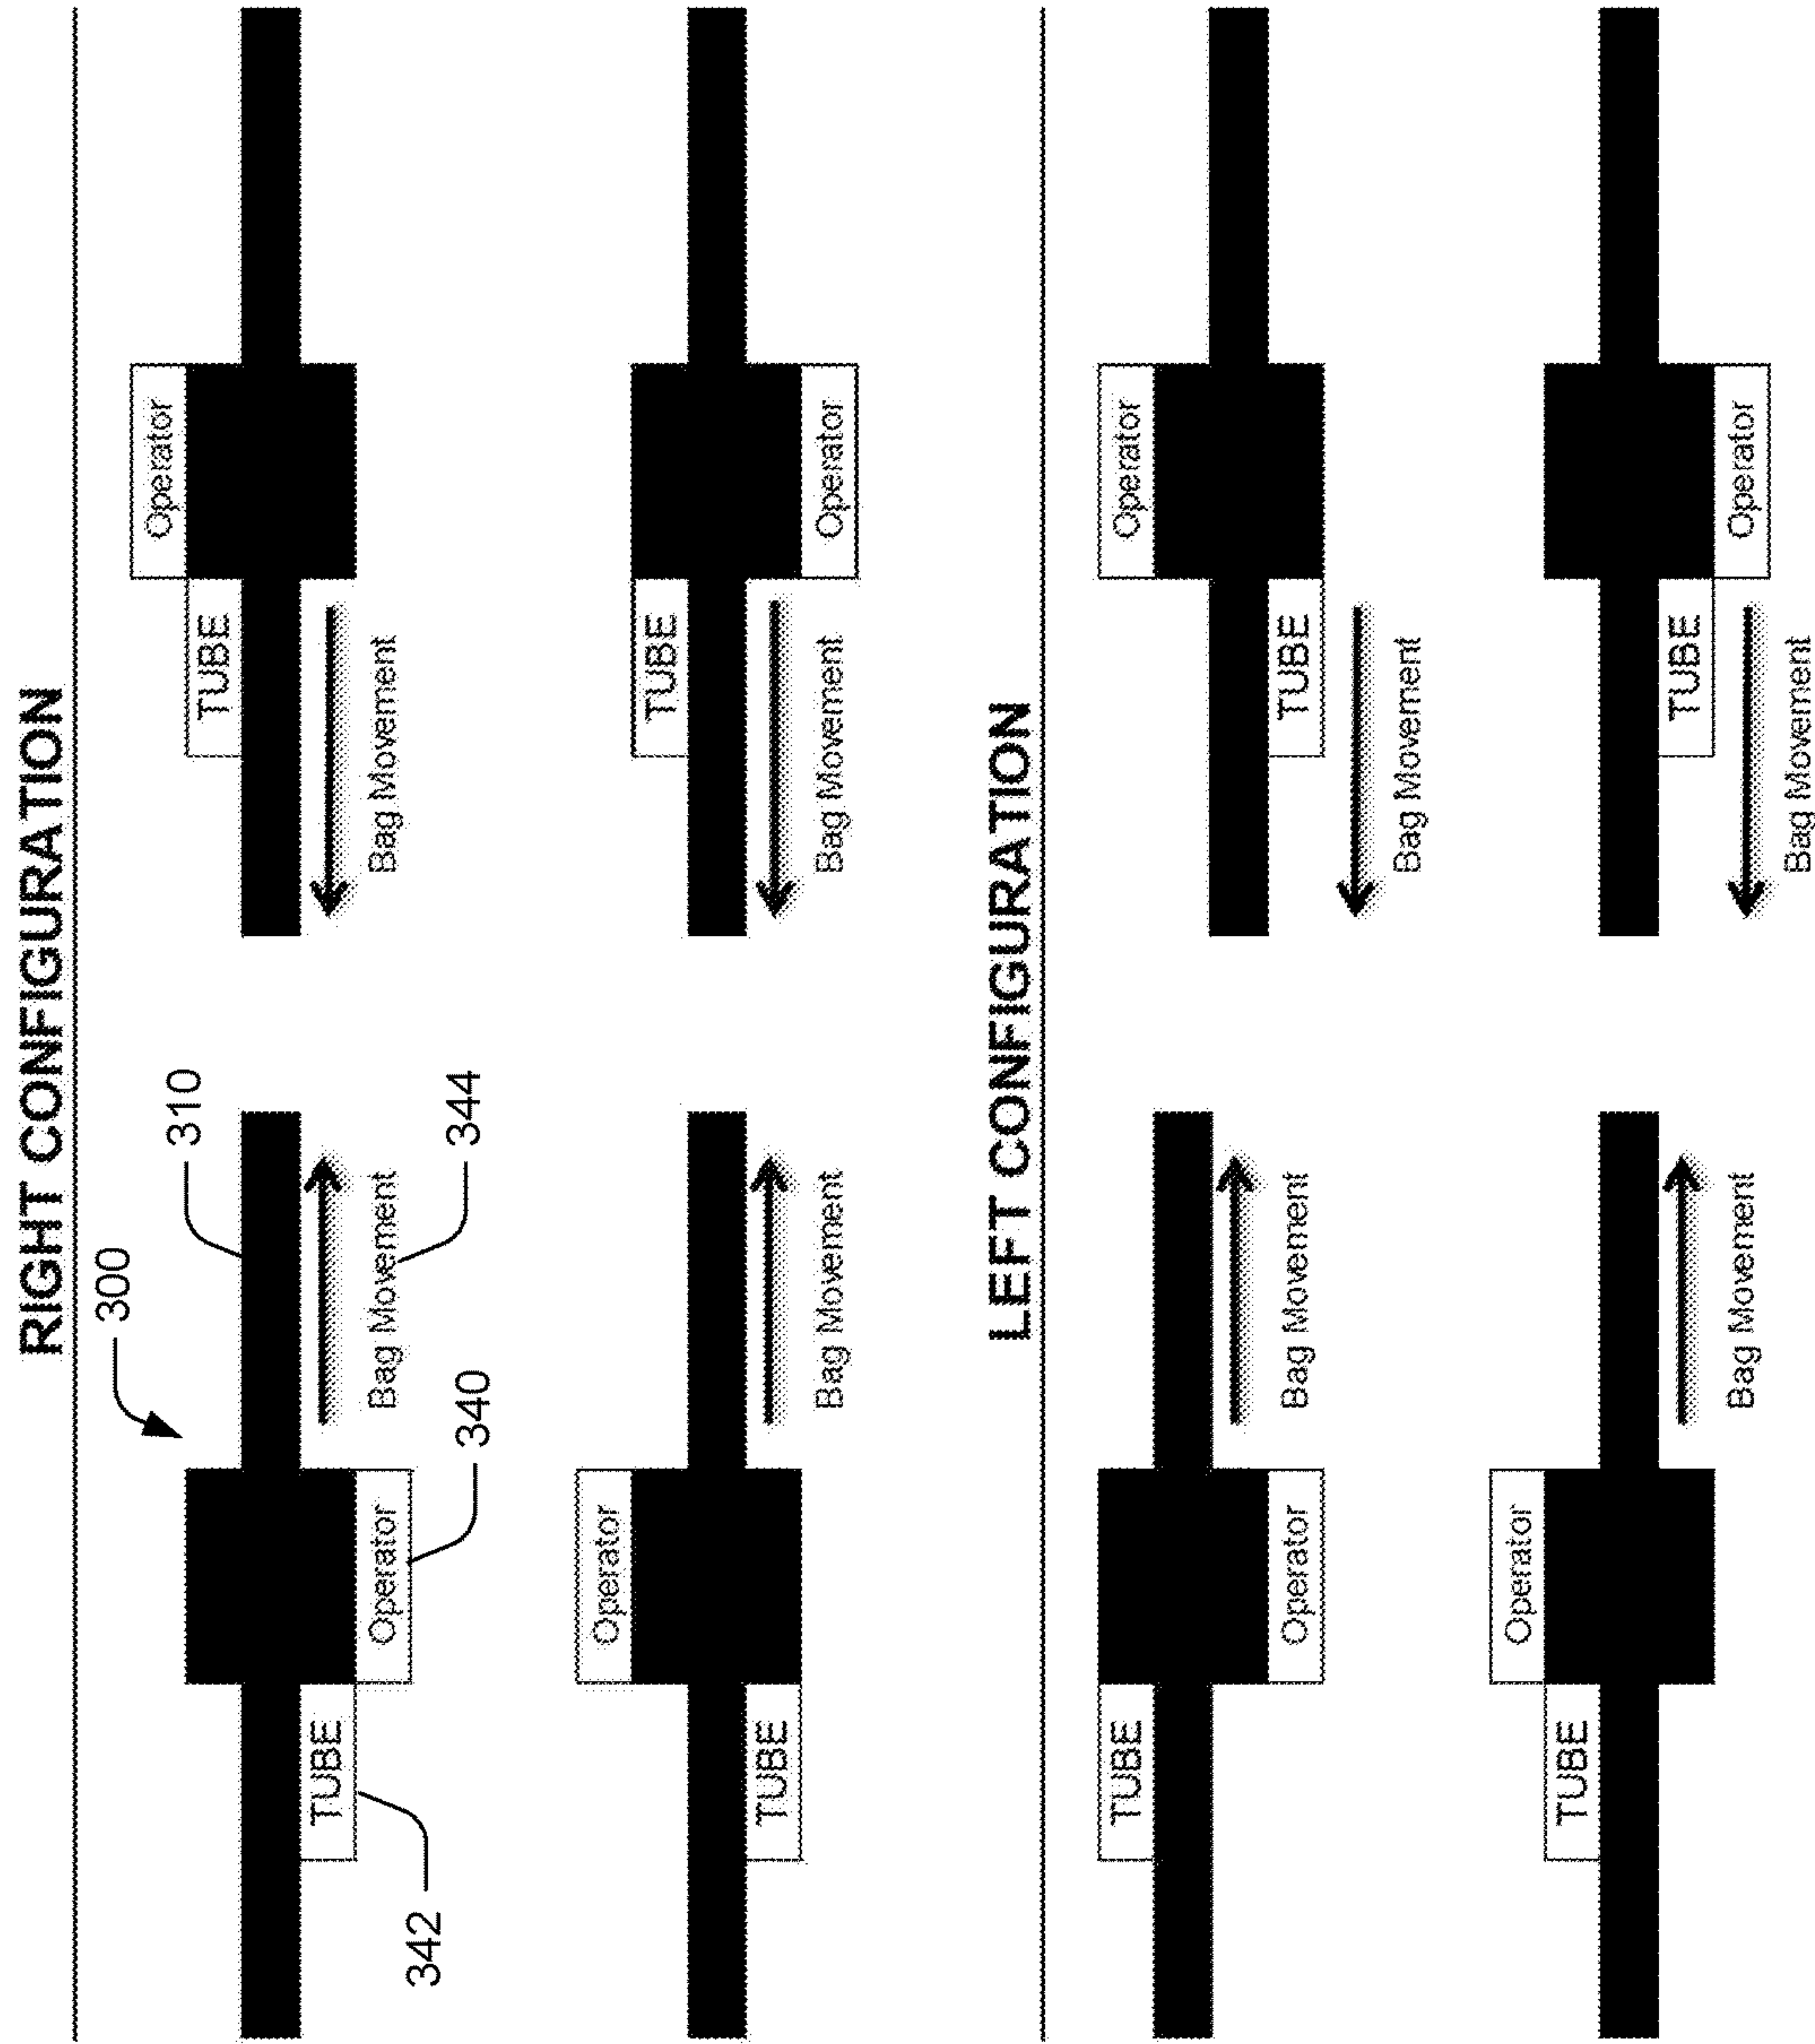 RIGHT CONFIGURATION
300
Operator
310
TUBE
TUBE
Operator
Bag Movement
Bag Movement
342
344
340
Operator
TUBE
TUBE
Bag Movement
Bag Movement
Operator
LEFT CONFIGURATION
TUBE
Operator
Operator
Bag Movement
TUBE
Bag Movement
Operator
TUBE
TUBE
Bag Movement
Operator
Bag Movement